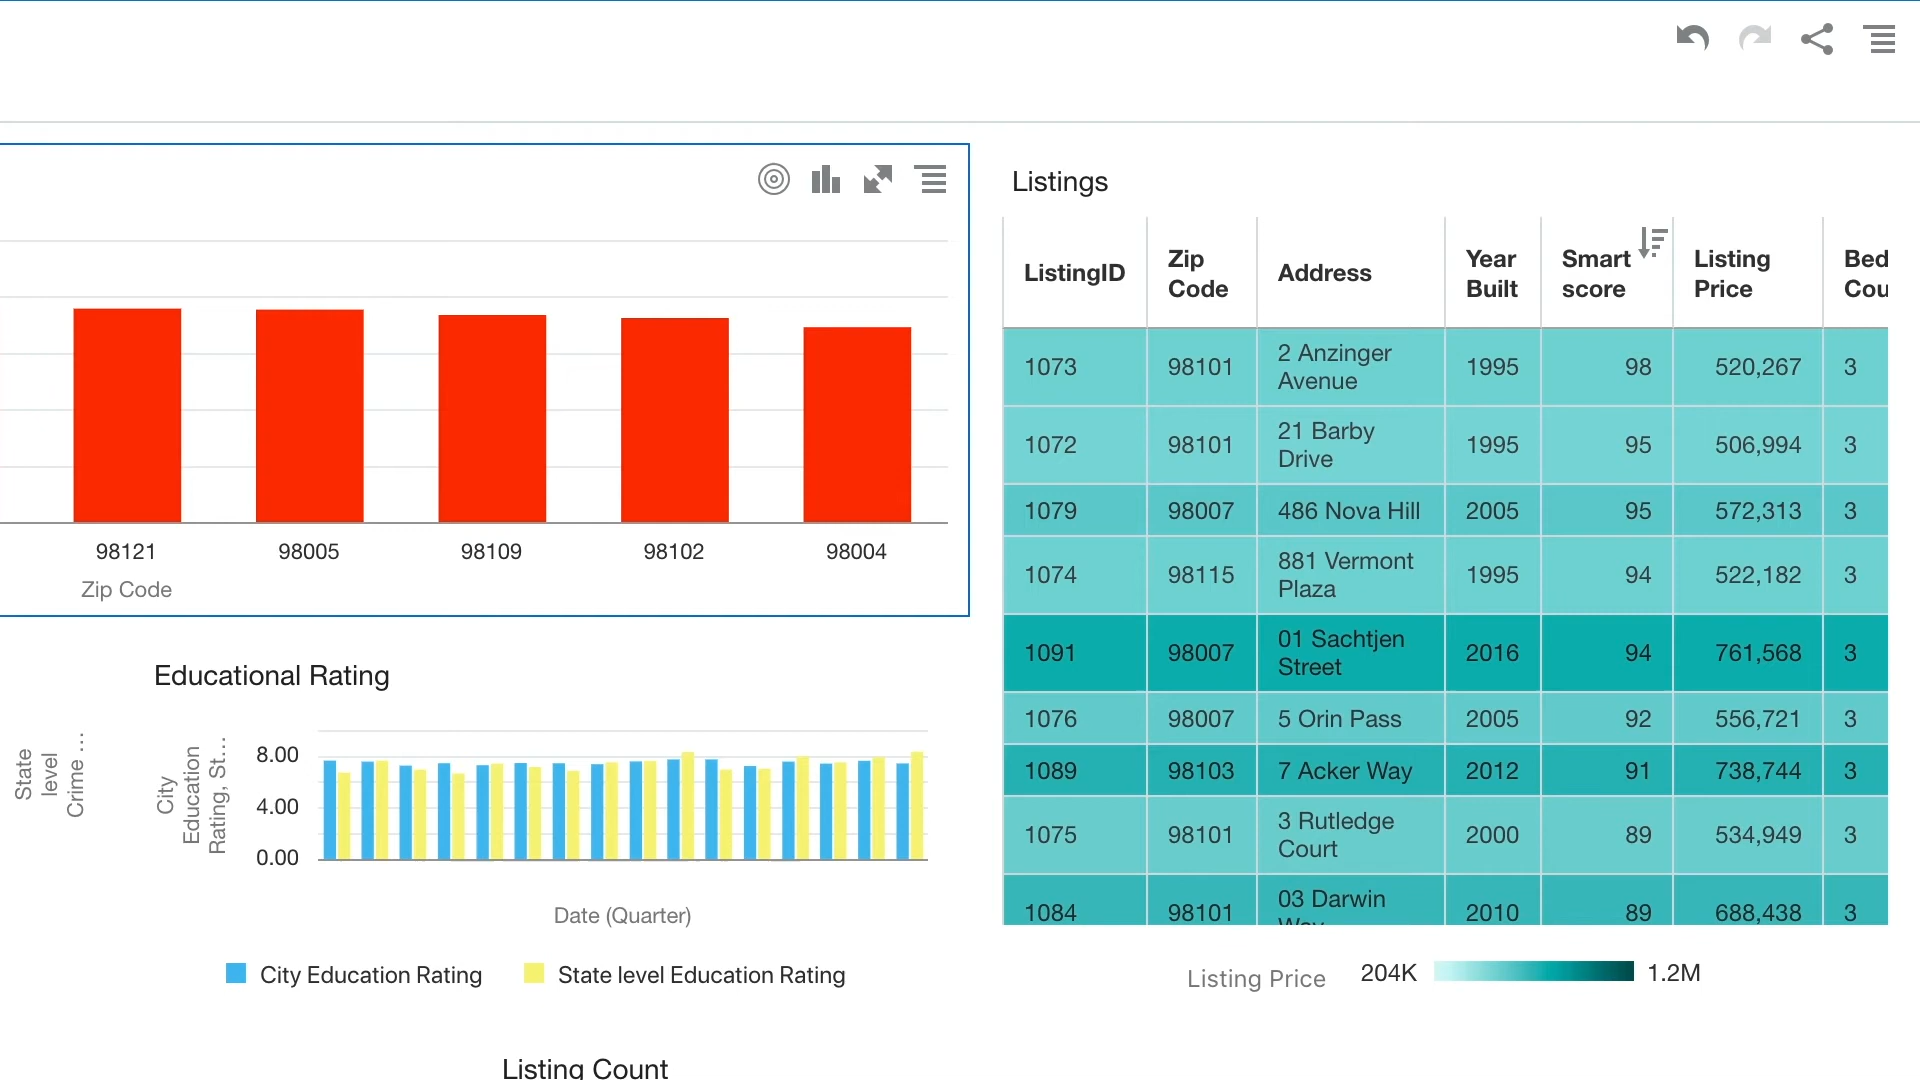 98121 98005 98109 98102 98004
Zip Code
Educational Rating
State
level
Crime ...
City
Education
Rating, St...
8.00
4.00
0.00
Date (Quarter)
City Education Rating State level Education Rating
Listing Count
Listings
ListingID Zip Code Address Year Built Smart score Listing Price Bed Cou
1073 98101 2 Anzinger Avenue 1995 98 520,267 3
1072 98101 21 Barby Drive 1995 95 506,994 3
1079 98007 486 Nova Hill 2005 95 572,313 3
1074 98115 881 Vermont Plaza 1995 94 522,182 3
1091 98007 01 Sachtjen Street 2016 94 761,568 3
1076 98007 5 Orin Pass 2005 92 556,721 3
1089 98103 7 Acker Way 2012 91 738,744 3
1075 98101 3 Rutledge Court 2000 89 534,949 3
1084 98101 03 Darwin Way 2010 89 688,438 3
Listing Price 204K 1.2M